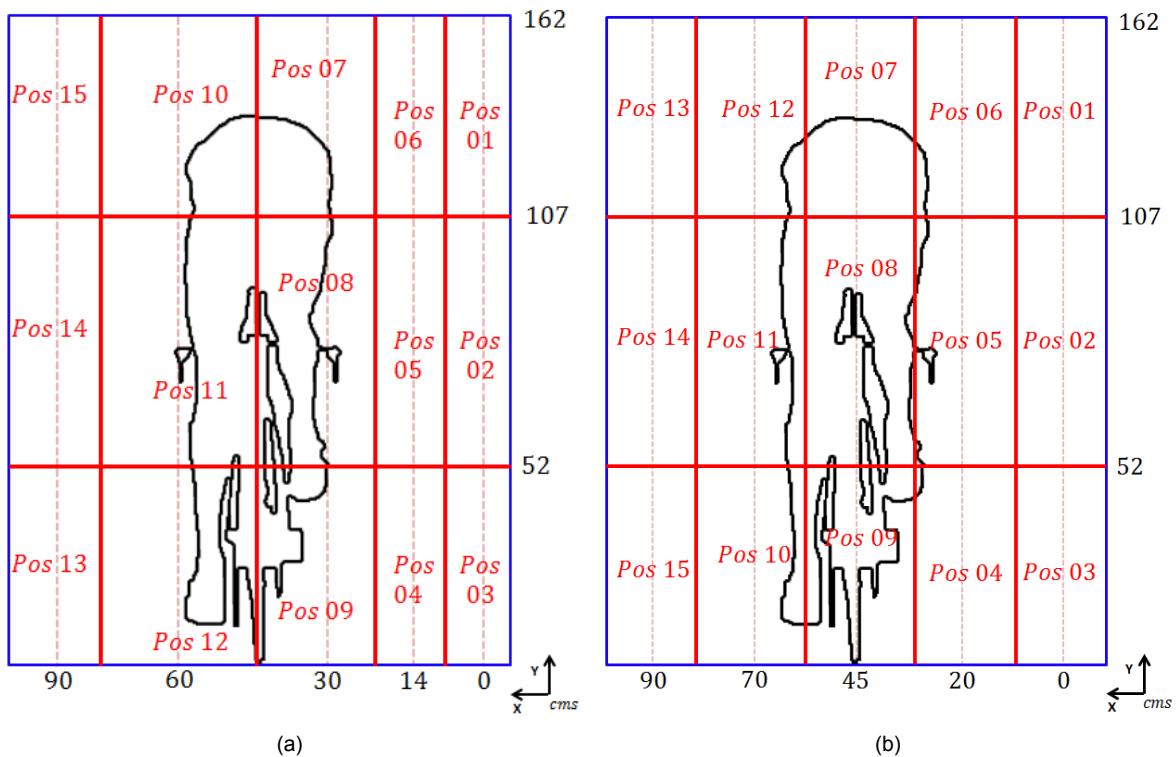 162
Pos 07
Pos 15
Pos 10
Pos
06
Pos
01
107
Pos 08
Pos 14
Pos
05
Pos
02
Pos 11
52
Pos 13
Pos
04
Pos
03
Pos 09
Pos 12
90
60
30
14
0
Y
X
cms
(a)
162
Pos 07
Pos 13
Pos 12
Pos 06
Pos 01
107
Pos 08
Pos 14
Pos 11
Pos 05
Pos 02
52
Pos 09
Pos 15
Pos 10
Pos 04
Pos 03
90
70
45
20
0
Y
X
cms
(b)